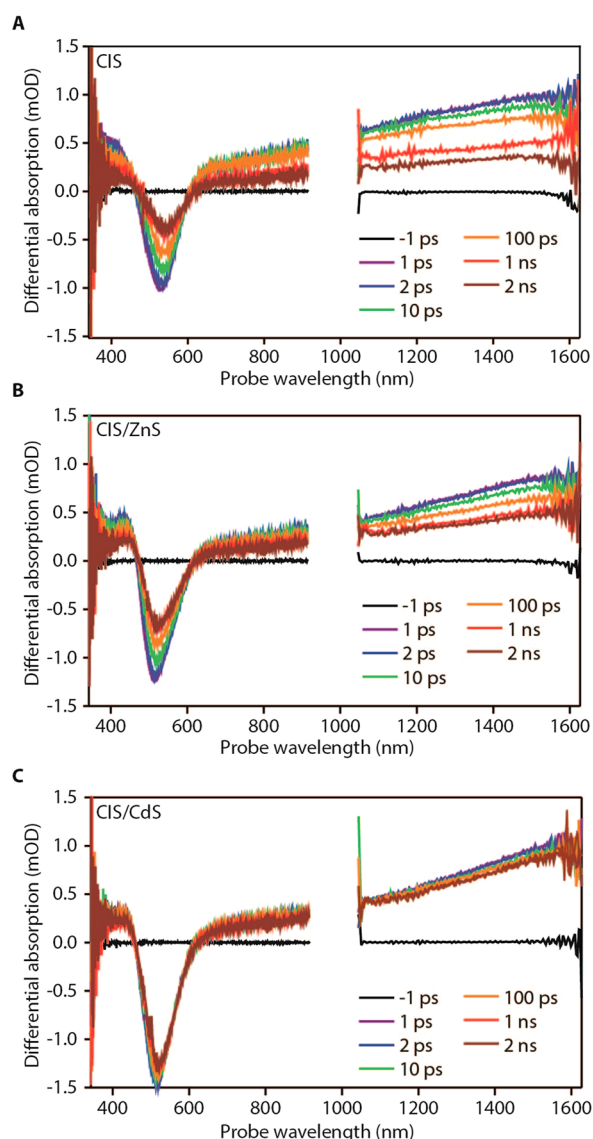 A
CIS
1.5
1.0
0.5
0.0
-0.5
-1.0
-1.5
Differential absorption (mOD)
-1 ps 100 ps
1 ps 1 ns
2 ps 2 ns
10 ps
400 600 800 1000 1200 1400 1600
Probe wavelength (nm)
B
CIS/ZnS
1.5
1.0
0.5
0.0
-0.5
-1.0
-1.5
Differential absorption (mOD)
-1 ps 100 ps
1 ps 1 ns
2 ps 2 ns
10 ps
400 600 800 1000 1200 1400 1600
Probe wavelength (nm)
C
CIS/CdS
1.5
1.0
0.5
0.0
-0.5
-1.0
-1.5
Differential absorption (mOD)
-1 ps 100 ps
1 ps 1 ns
2 ps 2 ns
10 ps
400 600 800 1000 1200 1400 1600
Probe wavelength (nm)